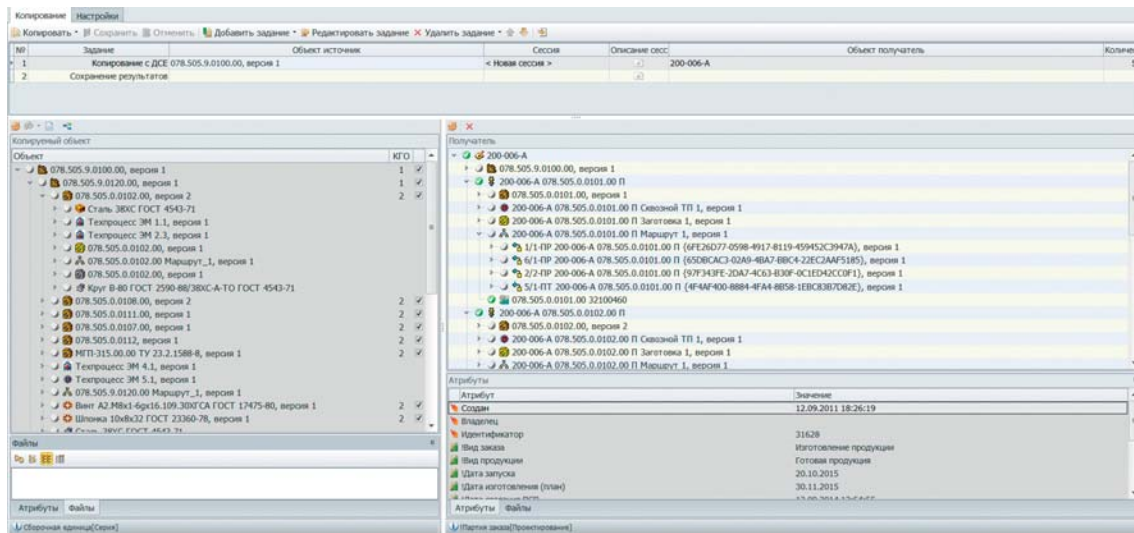 Копирование Настройки
Копировать Сохранить Отменить Добавить задание Редактировать задание Удалить задание
№ Задание Объект источник Сессия Описание сесс Объект получатель Количе
1 Копирование с ДСЕ 078.505.9.0100.00, версия 1 < Новая сессия > 200-006-А
2 Сохранение результатов
Копируемый объект
Объект КГО
078.505.9.0100.00, версия 1 1
078.505.9.0120.00, версия 1 1
078.505.0.0102.00, версия 2 2
Сталь 38ХС ГОСТ 4543-71
Техпроцесс ЭМ 1.1, версия 1
Техпроцесс ЭМ 2.3, версия 1
078.505.0.0102.00, версия 1
078.505.0.0102.00 Маршрут_1, версия 1
078.505.0.0102.00, версия 1
Круг В-80 ГОСТ 2590-88/38ХС-А-ТО ГОСТ 4543-71
078.505.0.0108.00, версия 2 2
078.505.0.0111.00, версия 1 2
078.505.0.0107.00, версия 1 2
078.505.0.0112, версия 1 2
МГП-315.00.00 ТУ 23.2.1588-8, версия 1 2
Техпроцесс ЭМ 4.1, версия 1
Техпроцесс ЭМ 5.1, версия 1
078.505.9.0120.00 Маршрут_1, версия 1
Винт А2.М8х1-6gх16.109.30ХГСА ГОСТ 17475-80, версия 1 2
Шпонка 10х8х32 ГОСТ 23360-78, версия 1 2
Сталь 38ХС ГОСТ 4543-71
Файлы
Атрибуты Файлы
Сборочная единица[Серия]
Получатель
200-006-А
078.505.9.0100.00, версия 1
200-006-А 078.505.0.0101.00 П
078.505.0.0101.00, версия 1
200-006-А 078.505.0.0101.00 П Сквозной ТП 1, версия 1
200-006-А 078.505.0.0101.00 П Заготовка 1, версия 1
200-006-А 078.505.0.0101.00 П Маршрут 1, версия 1
1/1-ПР 200-006-А 078.505.0.0101.00 П {6FE26D77-0598-4917-8119-459452C3947A}, версия 1
6/1-ПР 200-006-А 078.505.0.0101.00 П {65DBCAC3-02A9-4BA7-BBC4-22EC2AAF5185}, версия 1
2/2-ПР 200-006-А 078.505.0.0101.00 П {97F343FE-2DA7-4C63-B30F-0C1ED42CC0F1}, версия 1
5/1-ПТ 200-006-А 078.505.0.0101.00 П {4F4AF400-8884-4FA4-8B58-1EBC83B7D82E}, версия 1
078.505.0.0101.00 32100460
200-006-А 078.505.0.0102.00 П
078.505.0.0102.00, версия 2
200-006-А 078.505.0.0102.00 П Сквозной ТП 1, версия 1
200-006-А 078.505.0.0102.00 П Заготовка 1, версия 1
200-006-А 078.505.0.0102.00 П Маршрут 1, версия 1
Атрибуты
Атрибут Значение
Создан 12.09.2011 18:26:19
Владелец
Идентификатор 31628
!Вид заказа Изготовление продукции
!Вид продукции Готовая продукция
!Дата запуска 20.10.2015
!Дата изготовления (план) 30.11.2015
Атрибуты Файлы
!Партия заказа[Проектирования]